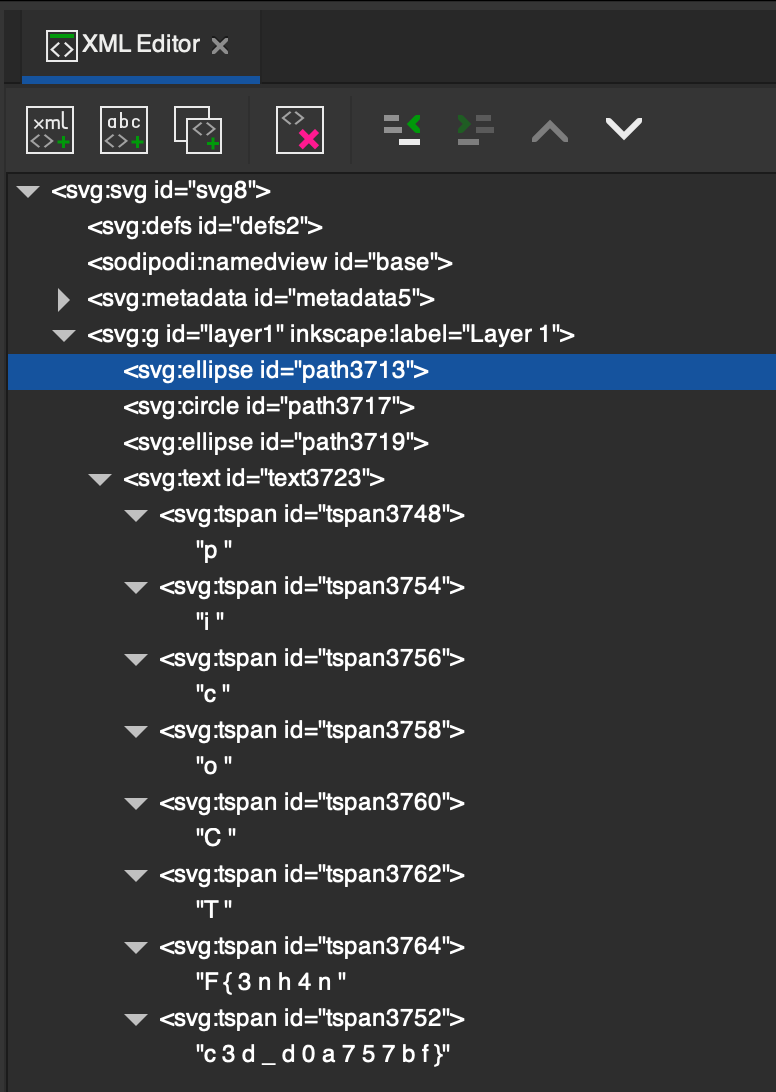 XML Editor
xml abc
<svg:svg id="svg8">
<svg:defs id="defs2">
<sodipodi:namedview id="base">
<svg:metadata id="metadata5">
<svg:g id="layer1" inkscape:label="Layer 1">
<svg:ellipse id="path3713">
<svg:circle id="path3717">
<svg:ellipse id="path3719">
<svg:text id="text3723">
<svg:tspan id="tspan3748">
"p "
<svg:tspan id="tspan3754">
"i "
<svg:tspan id="tspan3756">
"c "
<svg:tspan id="tspan3758">
"o "
<svg:tspan id="tspan3760">
"C "
<svg:tspan id="tspan3762">
"T "
<svg:tspan id="tspan3764">
"F { 3 n h 4 n "
<svg:tspan id="tspan3752">
"c 3 d _ d 0 a 7 5 7 b f }"